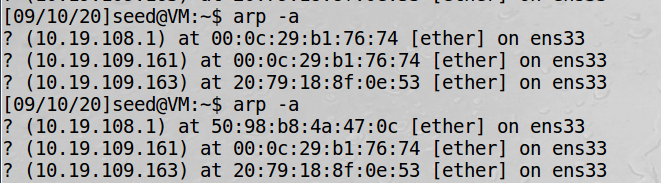 [09/10/20]seed@VM:~$ arp -a
? (10.19.108.1) at 00:0c:29:b1:76:74 [ether] on ens33
? (10.19.109.161) at 00:0c:29:b1:76:74 [ether] on ens33
? (10.19.109.163) at 20:79:18:8f:0e:53 [ether] on ens33
[09/10/20]seed@VM:~$ arp -a
? (10.19.108.1) at 50:98:b8:4a:47:0c [ether] on ens33
? (10.19.109.161) at 00:0c:29:b1:76:74 [ether] on ens33
? (10.19.109.163) at 20:79:18:8f:0e:53 [ether] on ens33